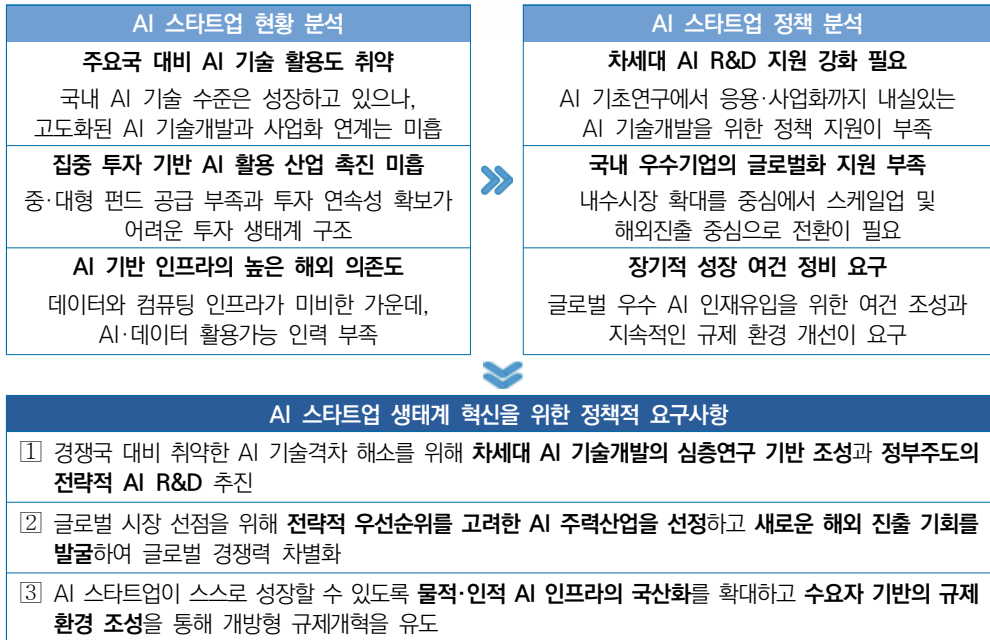 AI 스타트업 현황 분석
주요국 대비 AI 기술 활용도 취약
국내 AI 기술 수준은 성장하고 있으나,
고도화된 AI 기술개발과 사업화 연계는 미흡
집중 투자 기반 AI 활용 산업 촉진 미흡
중·대형 펀드 공급 부족과 투자 연속성 확보가
어려운 투자 생태계 구조
AI 기반 인프라의 높은 해외 의존도
데이터와 컴퓨팅 인프라가 미비한 가운데,
AI·데이터 활용가능 인력 부족
AI 스타트업 정책 분석
차세대 AI R&D 지원 강화 필요
AI 기초연구에서 응용·사업화까지 내실있는
AI 기술개발을 위한 정책 지원이 부족
국내 우수기업의 글로벌화 지원 부족
내수시장 확대를 중심에서 스케일업 및
해외진출 중심으로 전환이 필요
장기적 성장 여건 정비 요구
글로벌 우수 AI 인재유입을 위한 여건 조성과
지속적인 규제 환경 개선이 요구
AI 스타트업 생태계 혁신을 위한 정책적 요구사항
1 경쟁국 대비 취약한 AI 기술격차 해소를 위해 차세대 AI 기술개발의 심층연구 기반 조성과 정부주도의
전략적 AI R&D 추진
2 글로벌 시장 선점을 위해 전략적 우선순위를 고려한 AI 주력산업을 선정하고 새로운 해외 진출 기회를
발굴하여 글로벌 경쟁력 차별화
3 AI 스타트업이 스스로 성장할 수 있도록 물적·인적 AI 인프라의 국산화를 확대하고 수요자 기반의 규제
환경 조성을 통해 개방형 규제개혁을 유도